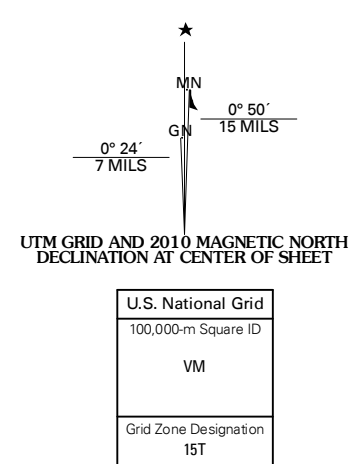 ★
MN
0° 50´
15 MILS
GN
0° 24´
7 MILS
UTM GRID AND 2010 MAGNETIC NORTH
DECLINATION AT CENTER OF SHEET
U.S. National Grid
100,000-m Square ID
VM
Grid Zone Designation
15T